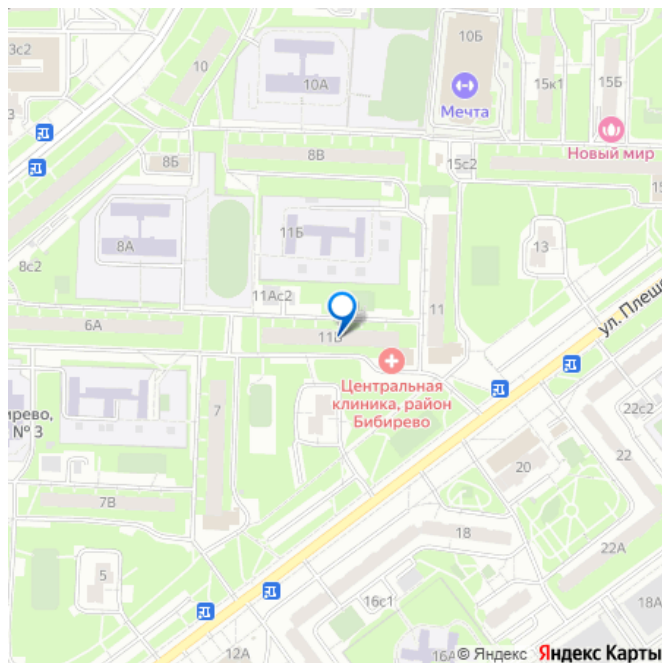 3с2
10
10А
10Б
Мечта
15к1
15Б
Новый мир
8Б
8В
15с2
15
8А
11Б
13
8с2
11Ас2
11
ул. Плеще
6А
11В
Центральная
клиника, район
Бибирево
7
ирево,
№ 3
22с2
22
20
7В
18
22А
5
16с1
18А
12А
16А
© Яндекс
Яндекс Карты